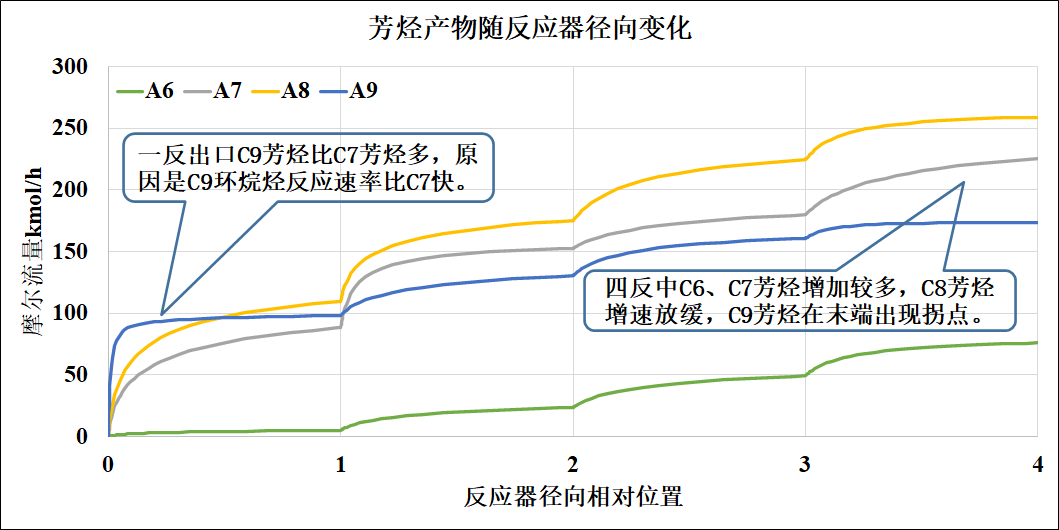 芳烃产物随反应器径向变化
300
250
200
150
100
50
0
摩尔流量kmol/h
A6 A7 A8 A9
一反出口C9芳烃比C7芳烃多，原
因是C9环烷烃反应速率比C7快。
四反中C6、C7芳烃增加较多，C8芳烃
增速放缓，C9芳烃在末端出现拐点。
0 1 2 3 4
反应器径向相对位置